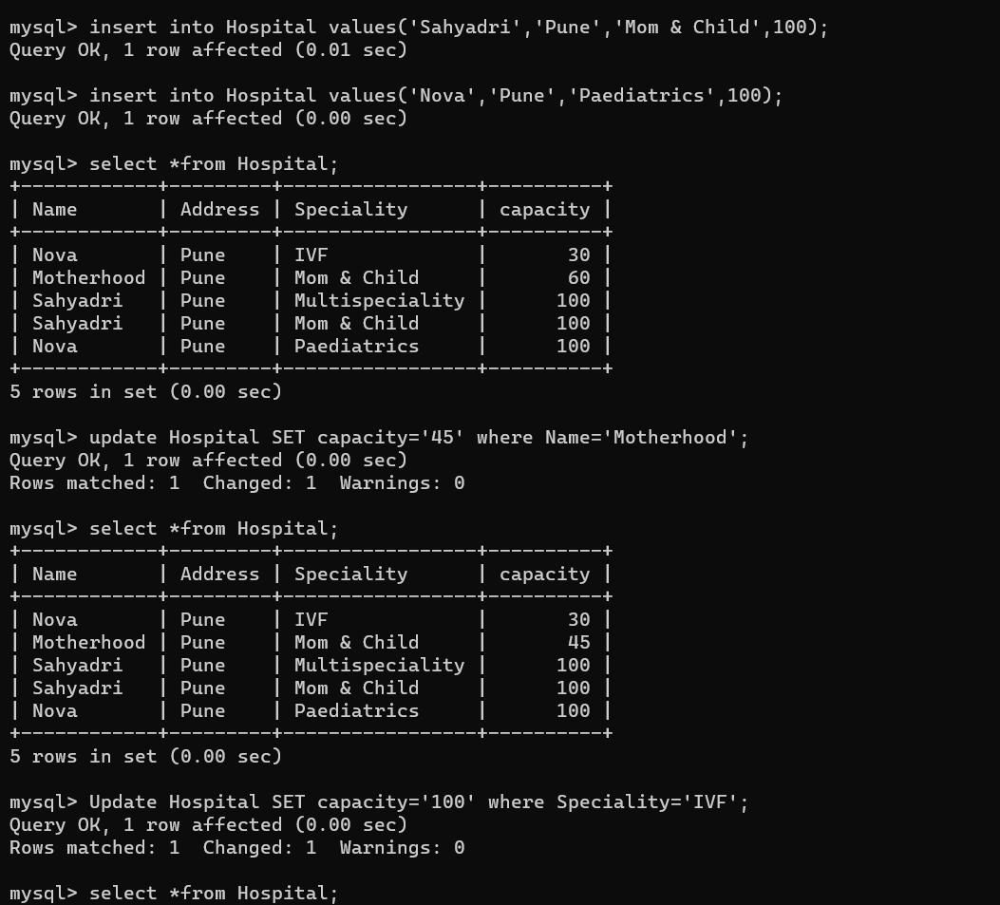 mysql> insert into Hospital values('Sahyadri','Pune','Mom & Child',100);
Query OK, 1 row affected (0.01 sec)

mysql> insert into Hospital values('Nova','Pune','Paediatrics',100);
Query OK, 1 row affected (0.00 sec)

mysql> select *from Hospital;
+------------+---------+-----------------+----------+
| Name       | Address | Speciality      | capacity |
+------------+---------+-----------------+----------+
| Nova       | Pune    | IVF             |       30 |
| Motherhood | Pune    | Mom & Child     |       60 |
| Sahyadri   | Pune    | Multispeciality |      100 |
| Sahyadri   | Pune    | Mom & Child     |      100 |
| Nova       | Pune    | Paediatrics     |      100 |
+------------+---------+-----------------+----------+
5 rows in set (0.00 sec)

mysql> update Hospital SET capacity='45' where Name='Motherhood';
Query OK, 1 row affected (0.00 sec)
Rows matched: 1  Changed: 1  Warnings: 0

mysql> select *from Hospital;
+------------+---------+-----------------+----------+
| Name       | Address | Speciality      | capacity |
+------------+---------+-----------------+----------+
| Nova       | Pune    | IVF             |       30 |
| Motherhood | Pune    | Mom & Child     |       45 |
| Sahyadri   | Pune    | Multispeciality |      100 |
| Sahyadri   | Pune    | Mom & Child     |      100 |
| Nova       | Pune    | Paediatrics     |      100 |
+------------+---------+-----------------+----------+
5 rows in set (0.00 sec)

mysql> Update Hospital SET capacity='100' where Speciality='IVF';
Query OK, 1 row affected (0.00 sec)
Rows matched: 1  Changed: 1  Warnings: 0

mysql> select *from Hospital;